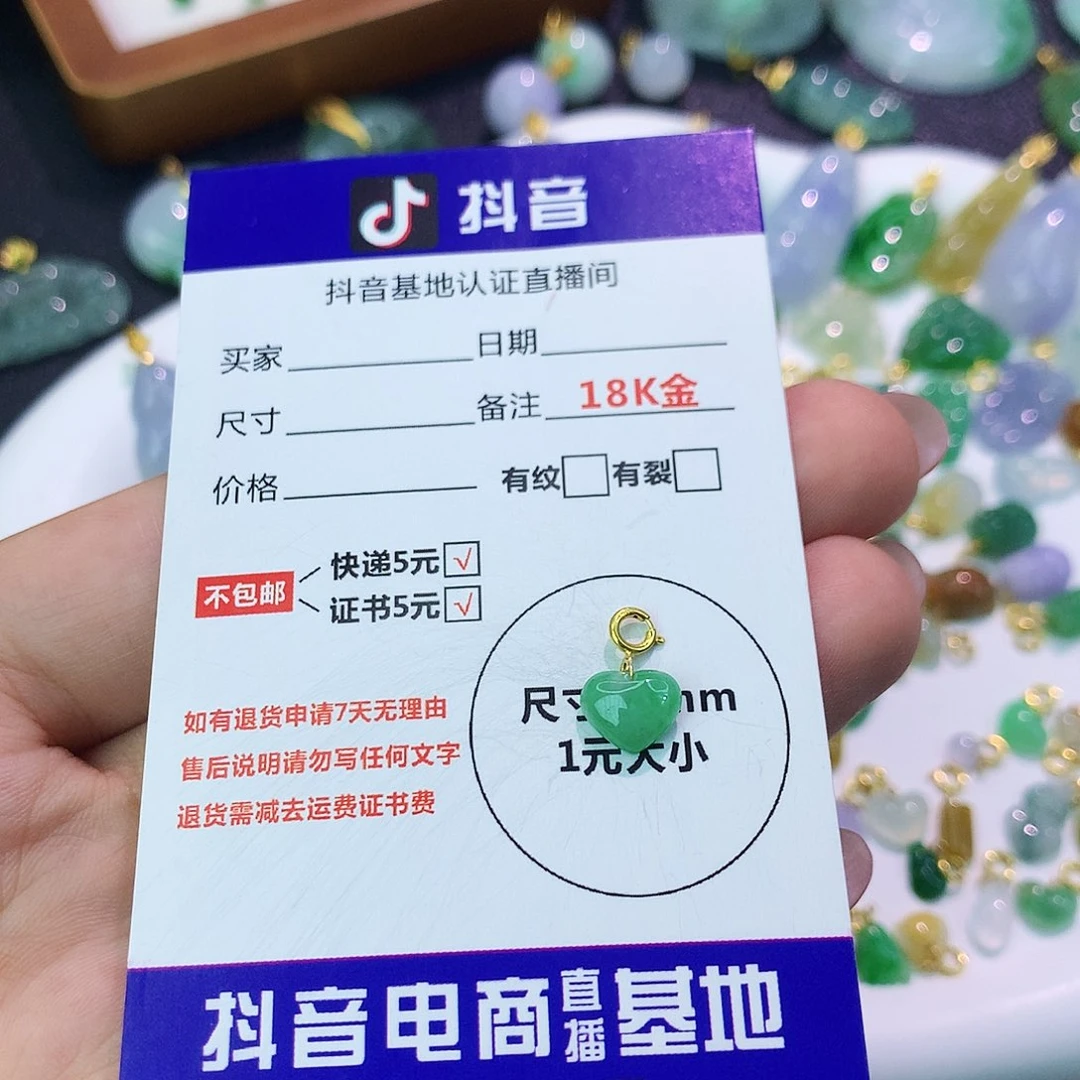 抖音
抖音基地认证直播间
买家 日期
尺寸 备注 18K金
价格 有纹 有裂
不包邮 快递5元 √
证书5元 √
如有退货申请7天无理由
售后说明请勿写任何文字
退货需减去运费证书费
尺寸 mm
1元大小
抖音电商直播基地